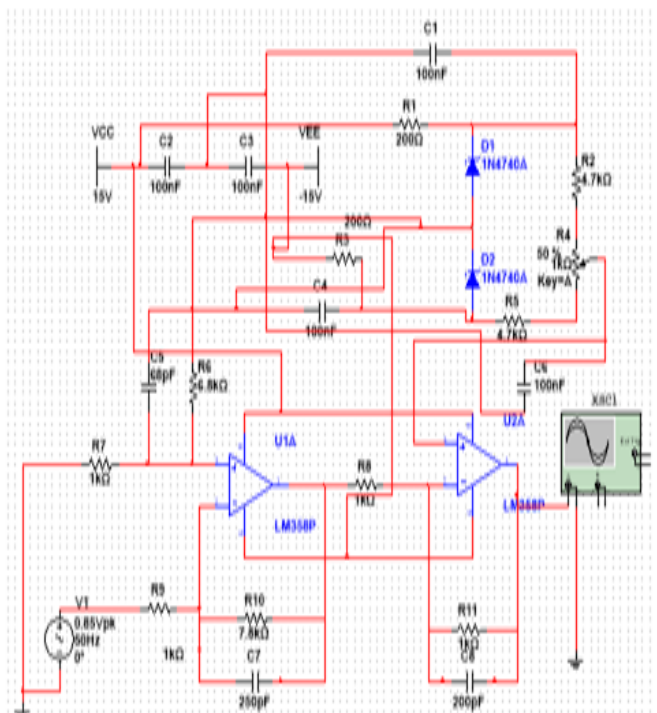 C1
100nF
R1
200Ω
VCC
C2
C3
VEE
D1
1N4740A
100nF
100nF
R2
4.7kΩ
15V
-15V
200Ω
R3
R4
50 %
1kΩ
Key=A
D2
1N4740A
C4
100nF
R5
4.7kΩ
C5
68pF
R6
6.8kΩ
C6
100nF
XSC1
U2A
U1A
R7
1kΩ
R8
1kΩ
LM358P
LM358P
V1
R9
0.85Vpk
50Hz
0°
1kΩ
R10
7.8kΩ
R11
1kΩ
C7
250pF
C8
200pF